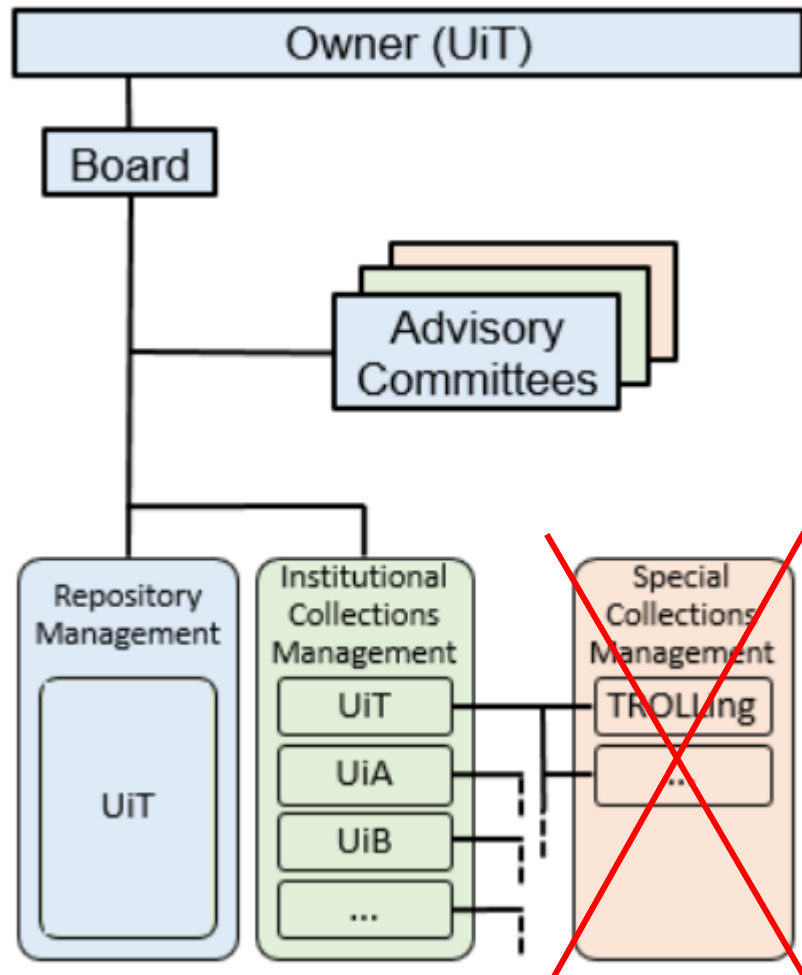 Owner (UiT)
Board
Advisory
Committees
Repository
Management
UiT
Institutional
Collections
Management
UiT
UiA
UiB
...
Special
Collections
Management
TROLLing
...